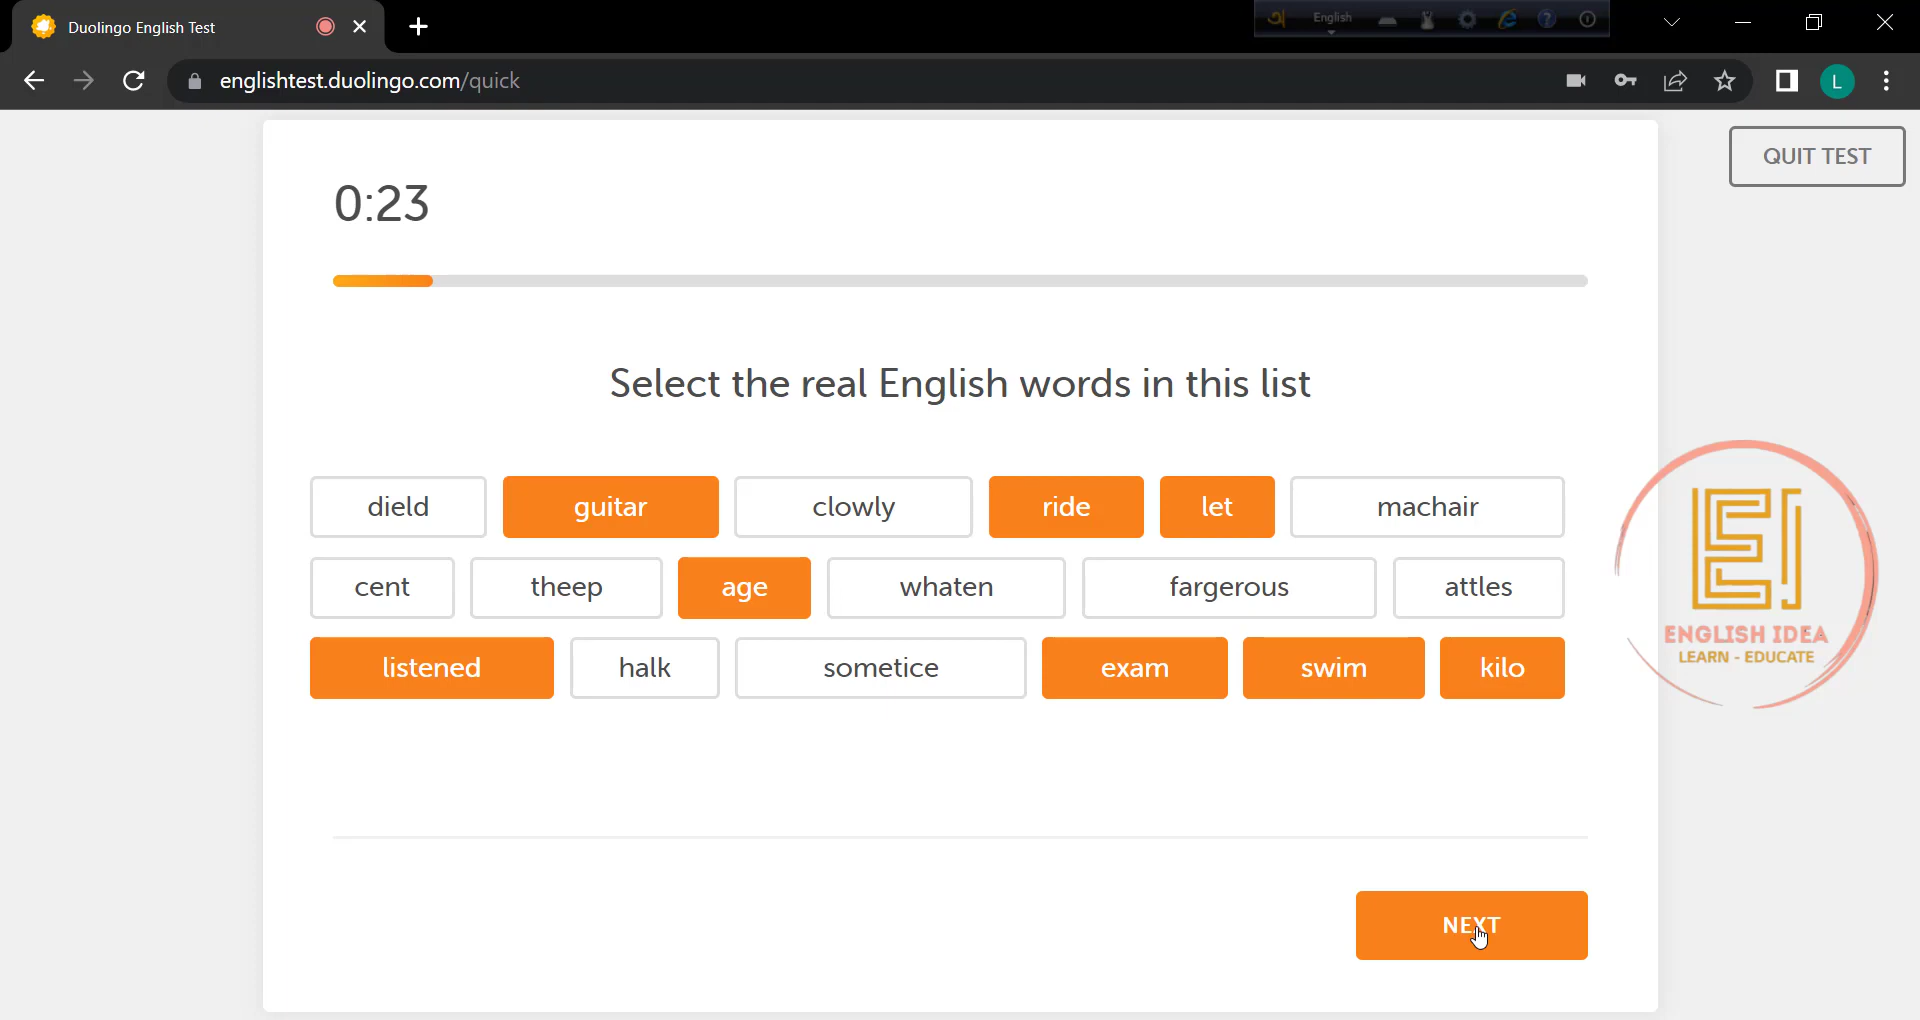 Duolingo English Test
English
englishtest.duolingo.com/quick
L
QUIT TEST
0:23
Select the real English words in this list
dield guitar clowly ride let machair
cent theep age whaten fargerous attles
listened halk sometice exam swim kilo
EI
ENGLISH IDEA
LEARN - EDUCATE
NEXT